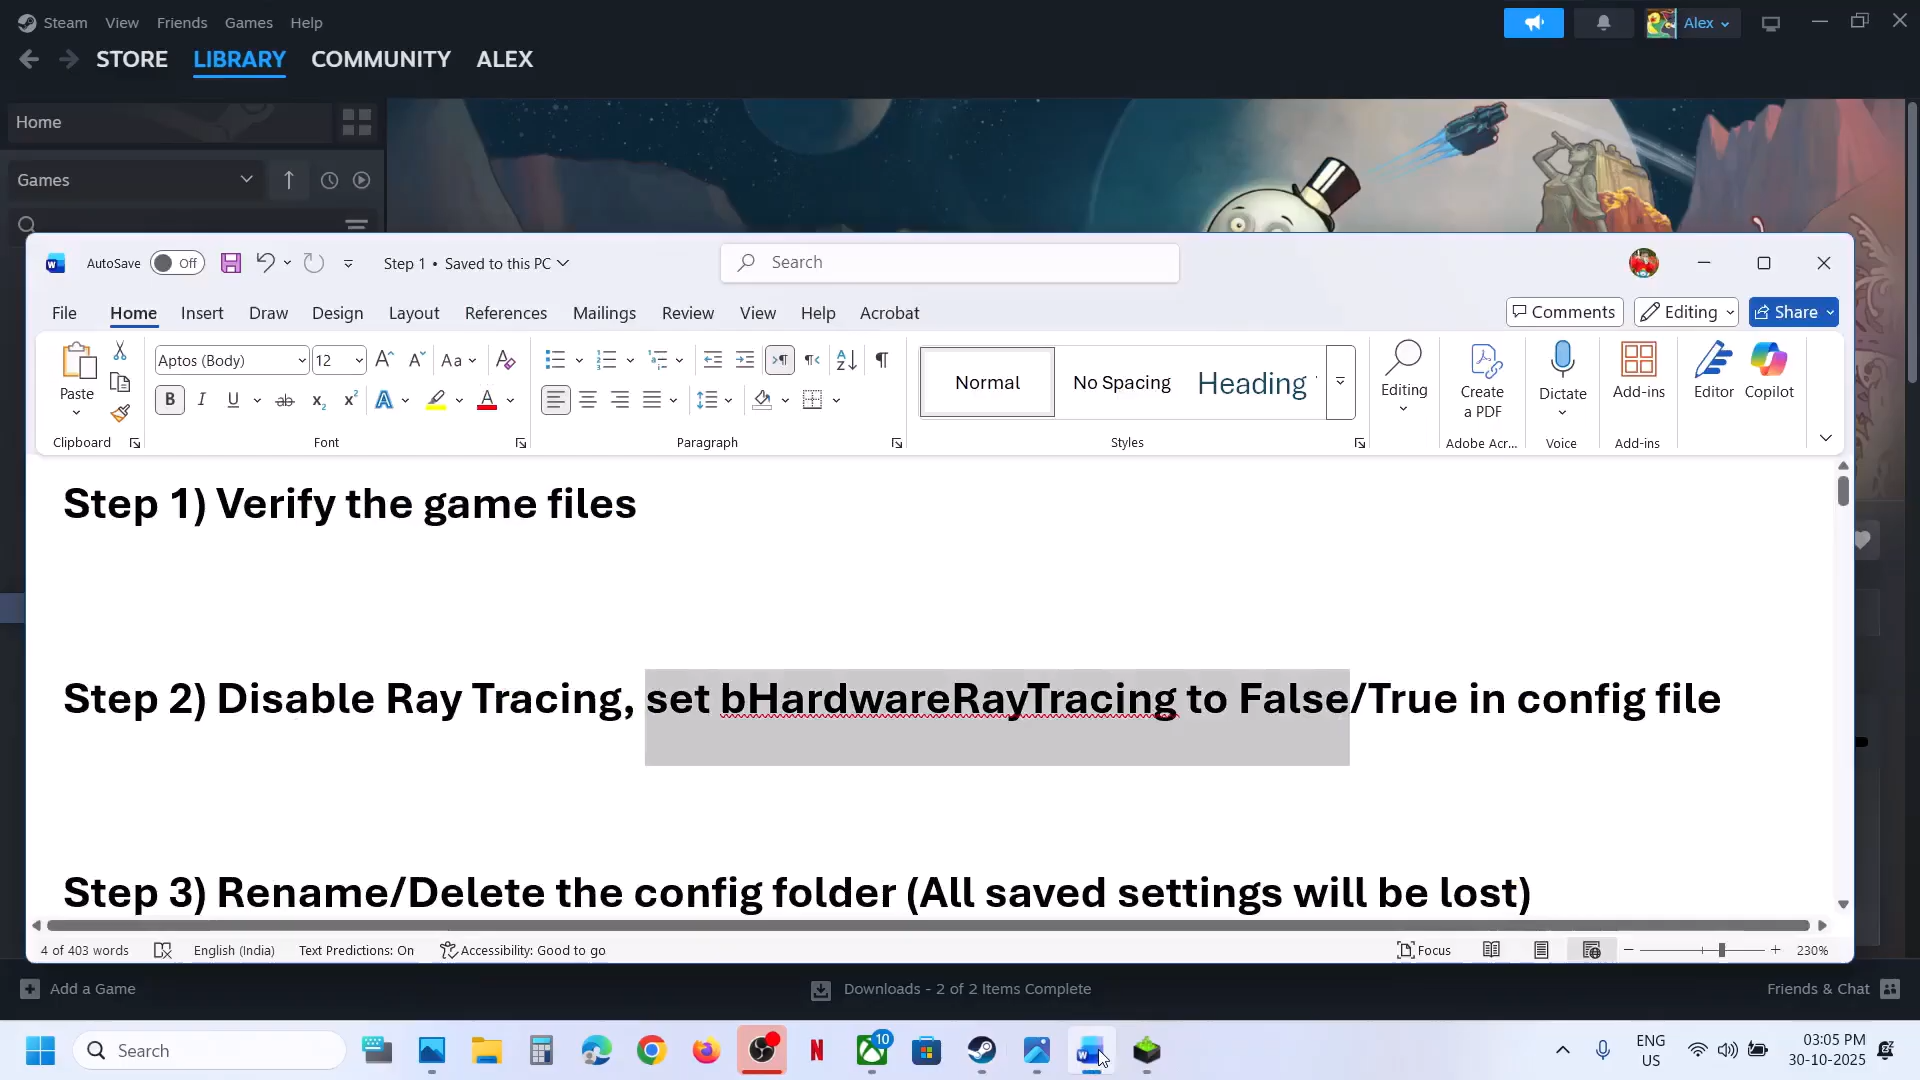 Steam View Friends Games Help
Alex
STORE LIBRARY COMMUNITY ALEX
Home
Games
AutoSave Off Step 1 • Saved to this PC Search
File Home Insert Draw Design Layout References Mailings Review View Help Acrobat Comments Editing Share
Paste Aptos (Body) 12 Aa Normal No Spacing Heading Editing Create a PDF Dictate Add-ins Editor Copilot
Clipboard Font Paragraph Styles Adobe Acr... Voice Add-ins
Step 1) Verify the game files
Step 2) Disable Ray Tracing, set bHardwareRayTracing to False/True in config file
Step 3) Rename/Delete the config folder (All saved settings will be lost)
4 of 403 words English (India) Text Predictions: On Accessibility: Good to go Focus 230%
Add a Game Downloads - 2 of 2 Items Complete Friends & Chat
Search 10 ENG US 03:05 PM
30-10-2025